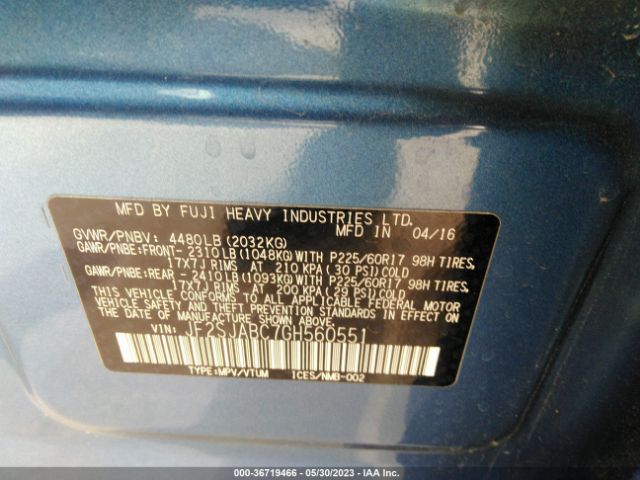 MFD BY FUJI HEAVY INDUSTRIES LTD.
MFD IN 04/16
GVWR/PNBV: 4480LB(2032KG)
GAWR/PNBE:FRONT- 2310LB(1048KG)WITH P225/60R17 98H TIRES,
17X7J RIMS AT 210 KPA( 30 PSI)COLD
GAWR/PNBE:REAR - 2410LB(1093KG)WITH P225/60R17 98H TIRES,
17X7J RIMS AT 200 KPA( 29 PSI)COLD
THIS VEHICLE CONFORMS TO ALL APPLICABLE FEDERAL MOTOR
VEHICLE SAFETY AND THEFT PREVENTION STANDARDS IN EFFECT
ON THE DATE OF MANUFACTURE SHOWN ABOVE.
VIN: JF2SJABC7GH560551
TYPE:MPV/VTUM ICES/NMB-002
000-36719466 - 05/30/2023 - IAA Inc.